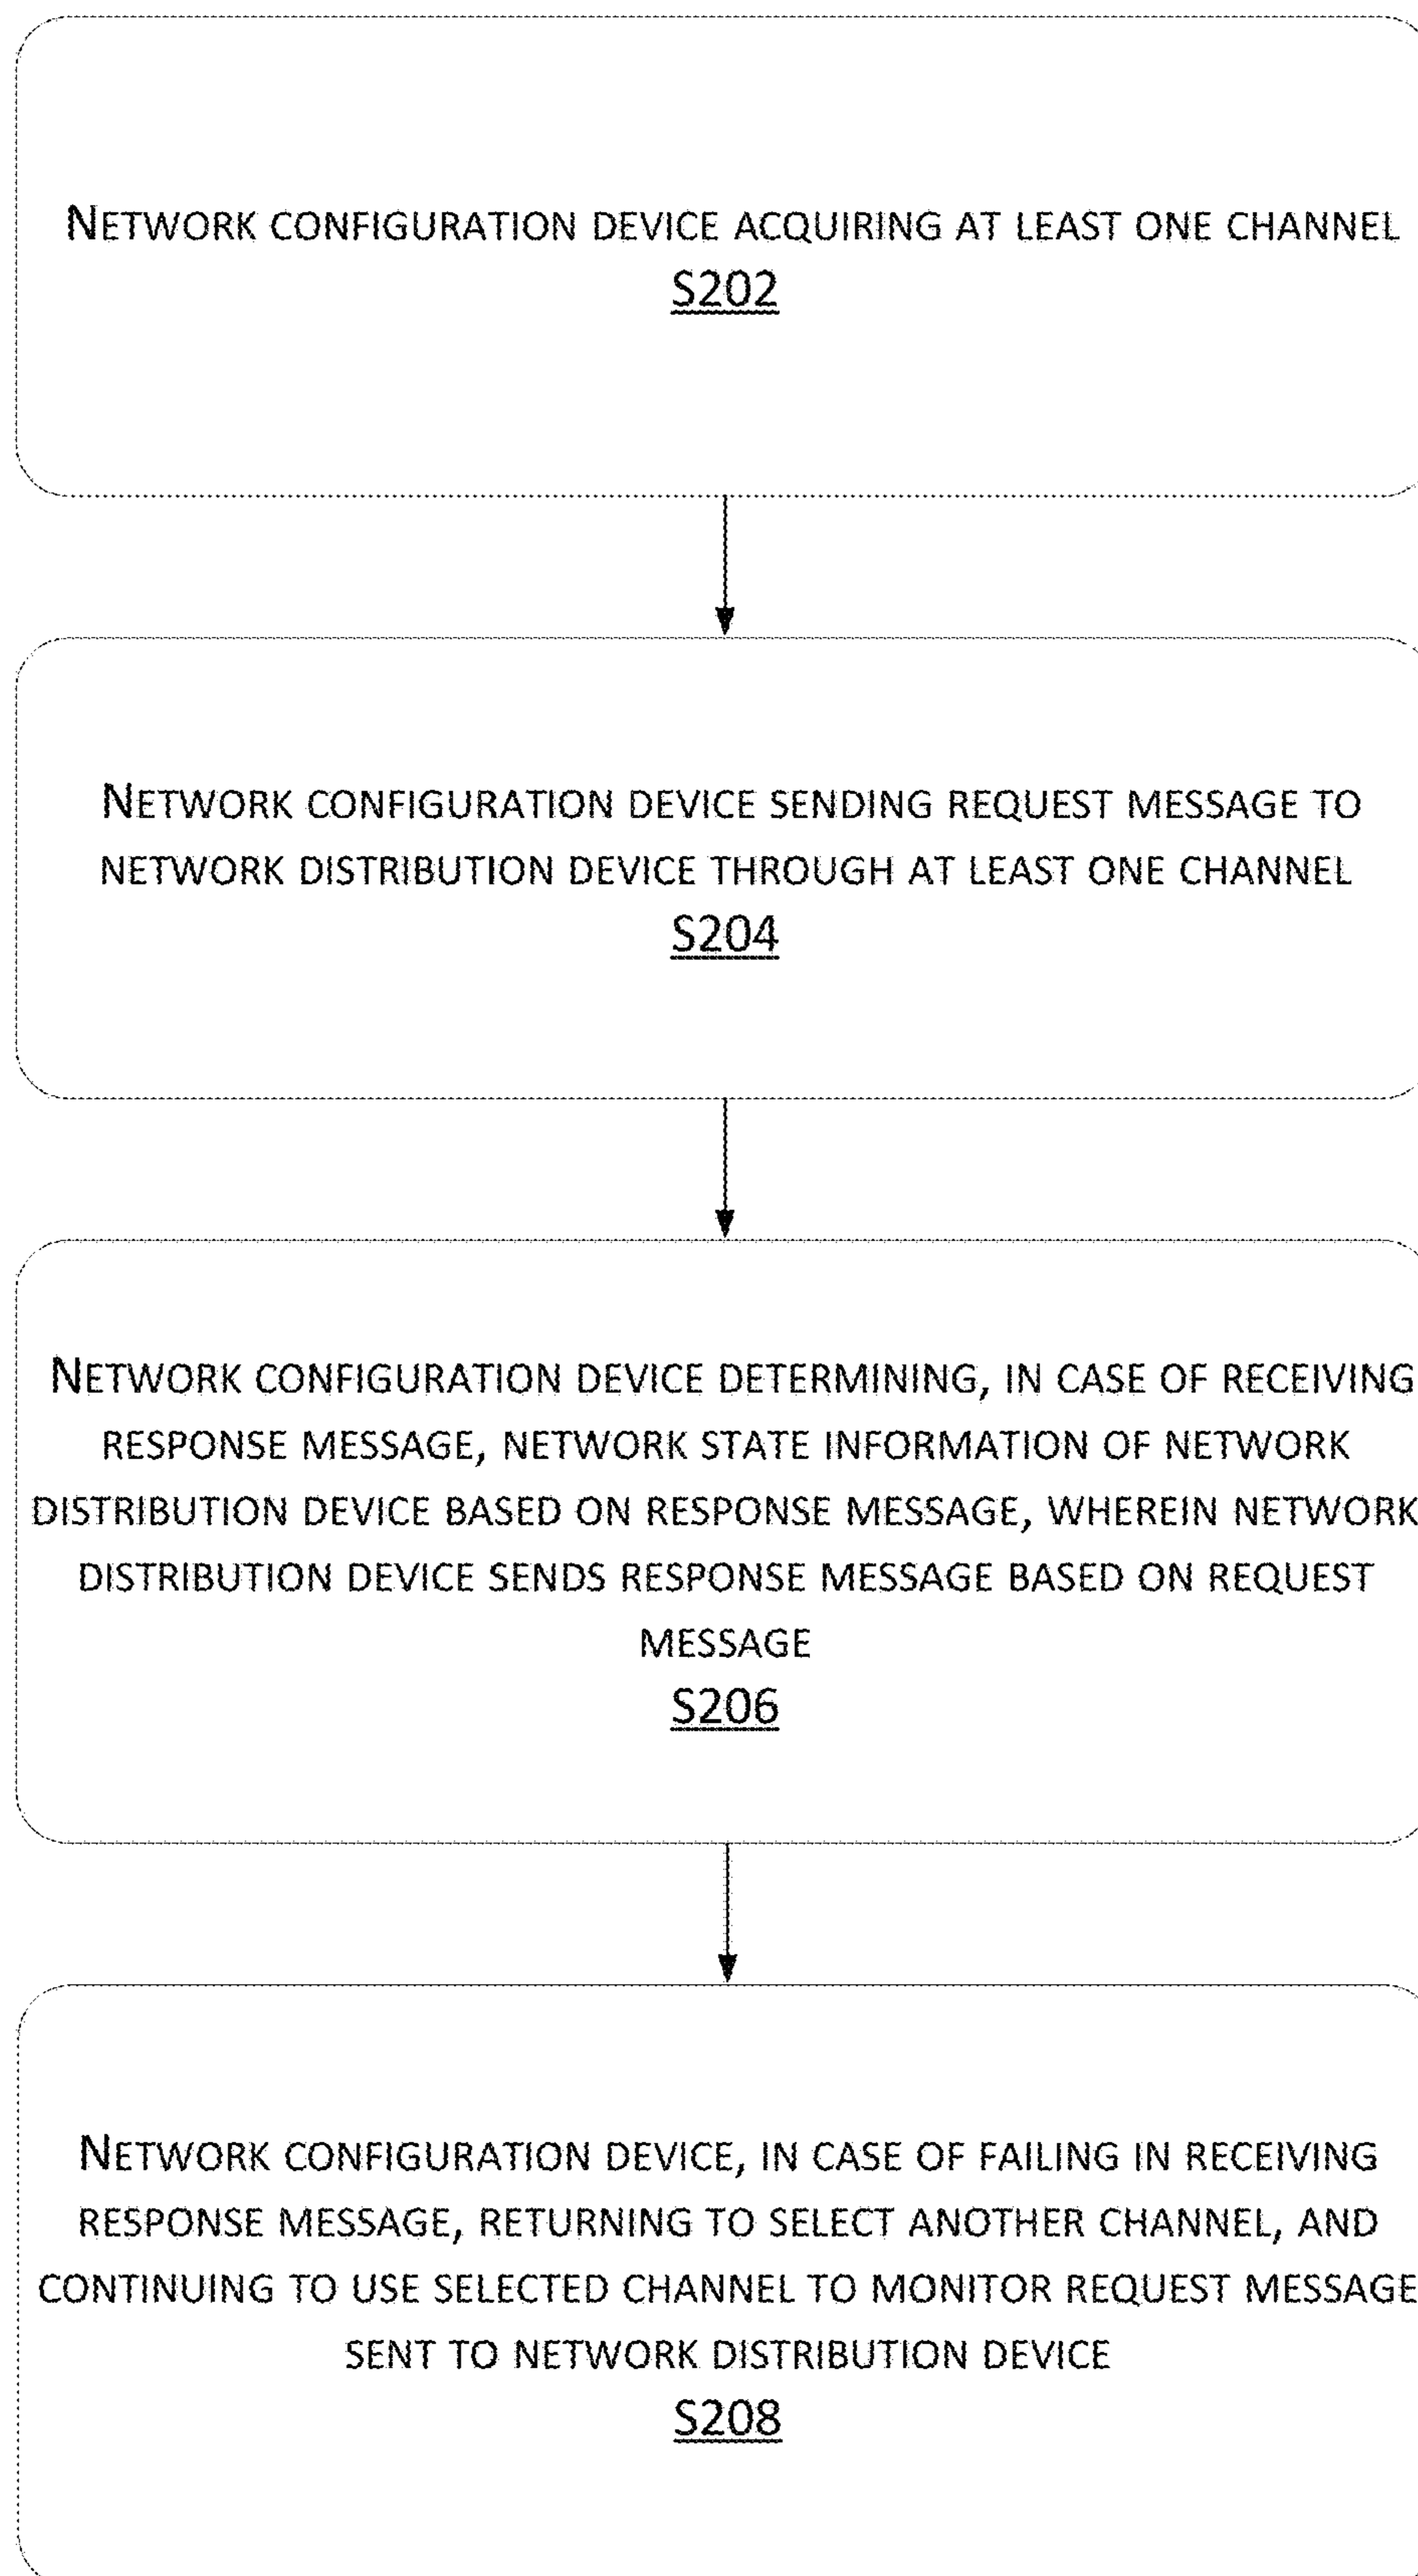 NETWORK CONFIGURATION DEVICE ACQUIRING AT LEAST ONE CHANNEL
S202
NETWORK CONFIGURATION DEVICE SENDING REQUEST MESSAGE TO
NETWORK DISTRIBUTION DEVICE THROUGH AT LEAST ONE CHANNEL
S204
NETWORK CONFIGURATION DEVICE DETERMINING, IN CASE OF RECEIVING
RESPONSE MESSAGE, NETWORK STATE INFORMATION OF NETWORK
DISTRIBUTION DEVICE BASED ON RESPONSE MESSAGE, WHEREIN NETWORK
DISTRIBUTION DEVICE SENDS RESPONSE MESSAGE BASED ON REQUEST
MESSAGE
S206
NETWORK CONFIGURATION DEVICE, IN CASE OF FAILING IN RECEIVING
RESPONSE MESSAGE, RETURNING TO SELECT ANOTHER CHANNEL, AND
CONTINUING TO USE SELECTED CHANNEL TO MONITOR REQUEST MESSAGE
SENT TO NETWORK DISTRIBUTION DEVICE
S208